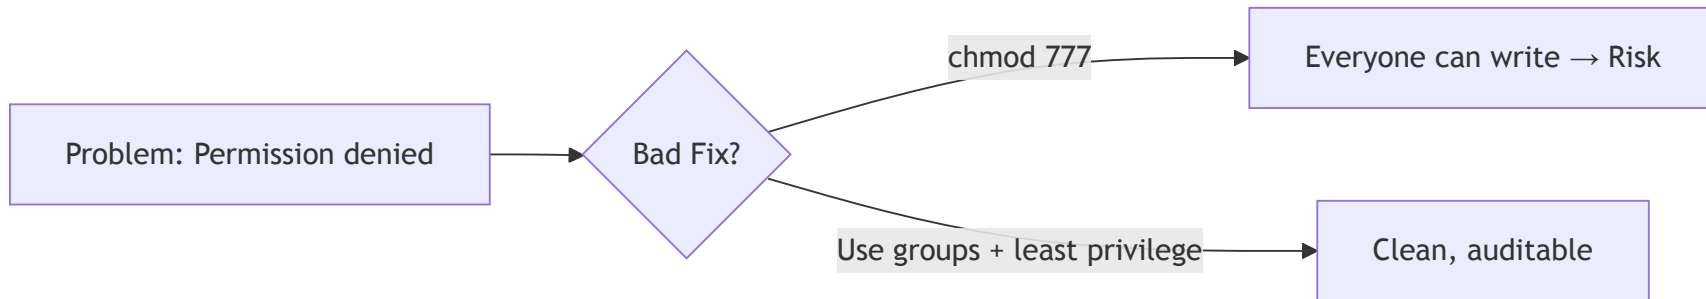 Problem: Permission denied
Bad Fix?
chmod 777
Everyone can write → Risk
Use groups + least privilege
Clean, auditable